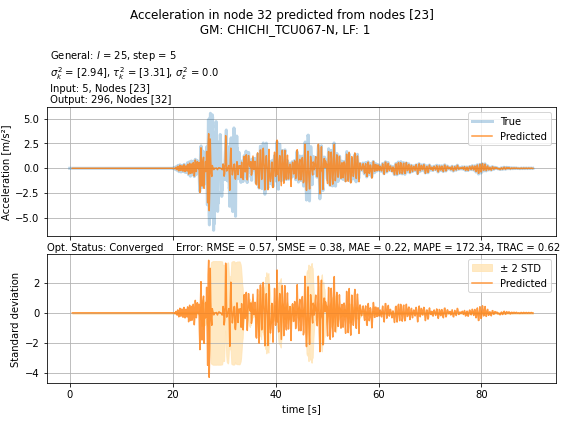 Acceleration in node 32 predicted from nodes [23]
GM: CHICHI_TCU067-N, LF: 1
General: l = 25, step = 5
σ²ₖ = [2.94], τ²ₖ = [3.31], σ²ₑ = 0.0
Input: 5, Nodes [23]
Output: 296, Nodes [32]
5.0
2.5
0.0
−2.5
−5.0
Acceleration [m/s²]
True
Predicted
Opt. Status: Converged    Error: RMSE = 0.57, SMSE = 0.38, MAE = 0.22, MAPE = 172.34, TRAC = 0.62
2
0
−2
−4
Standard deviation
± 2 STD
Predicted
0 20 40 60 80
time [s]